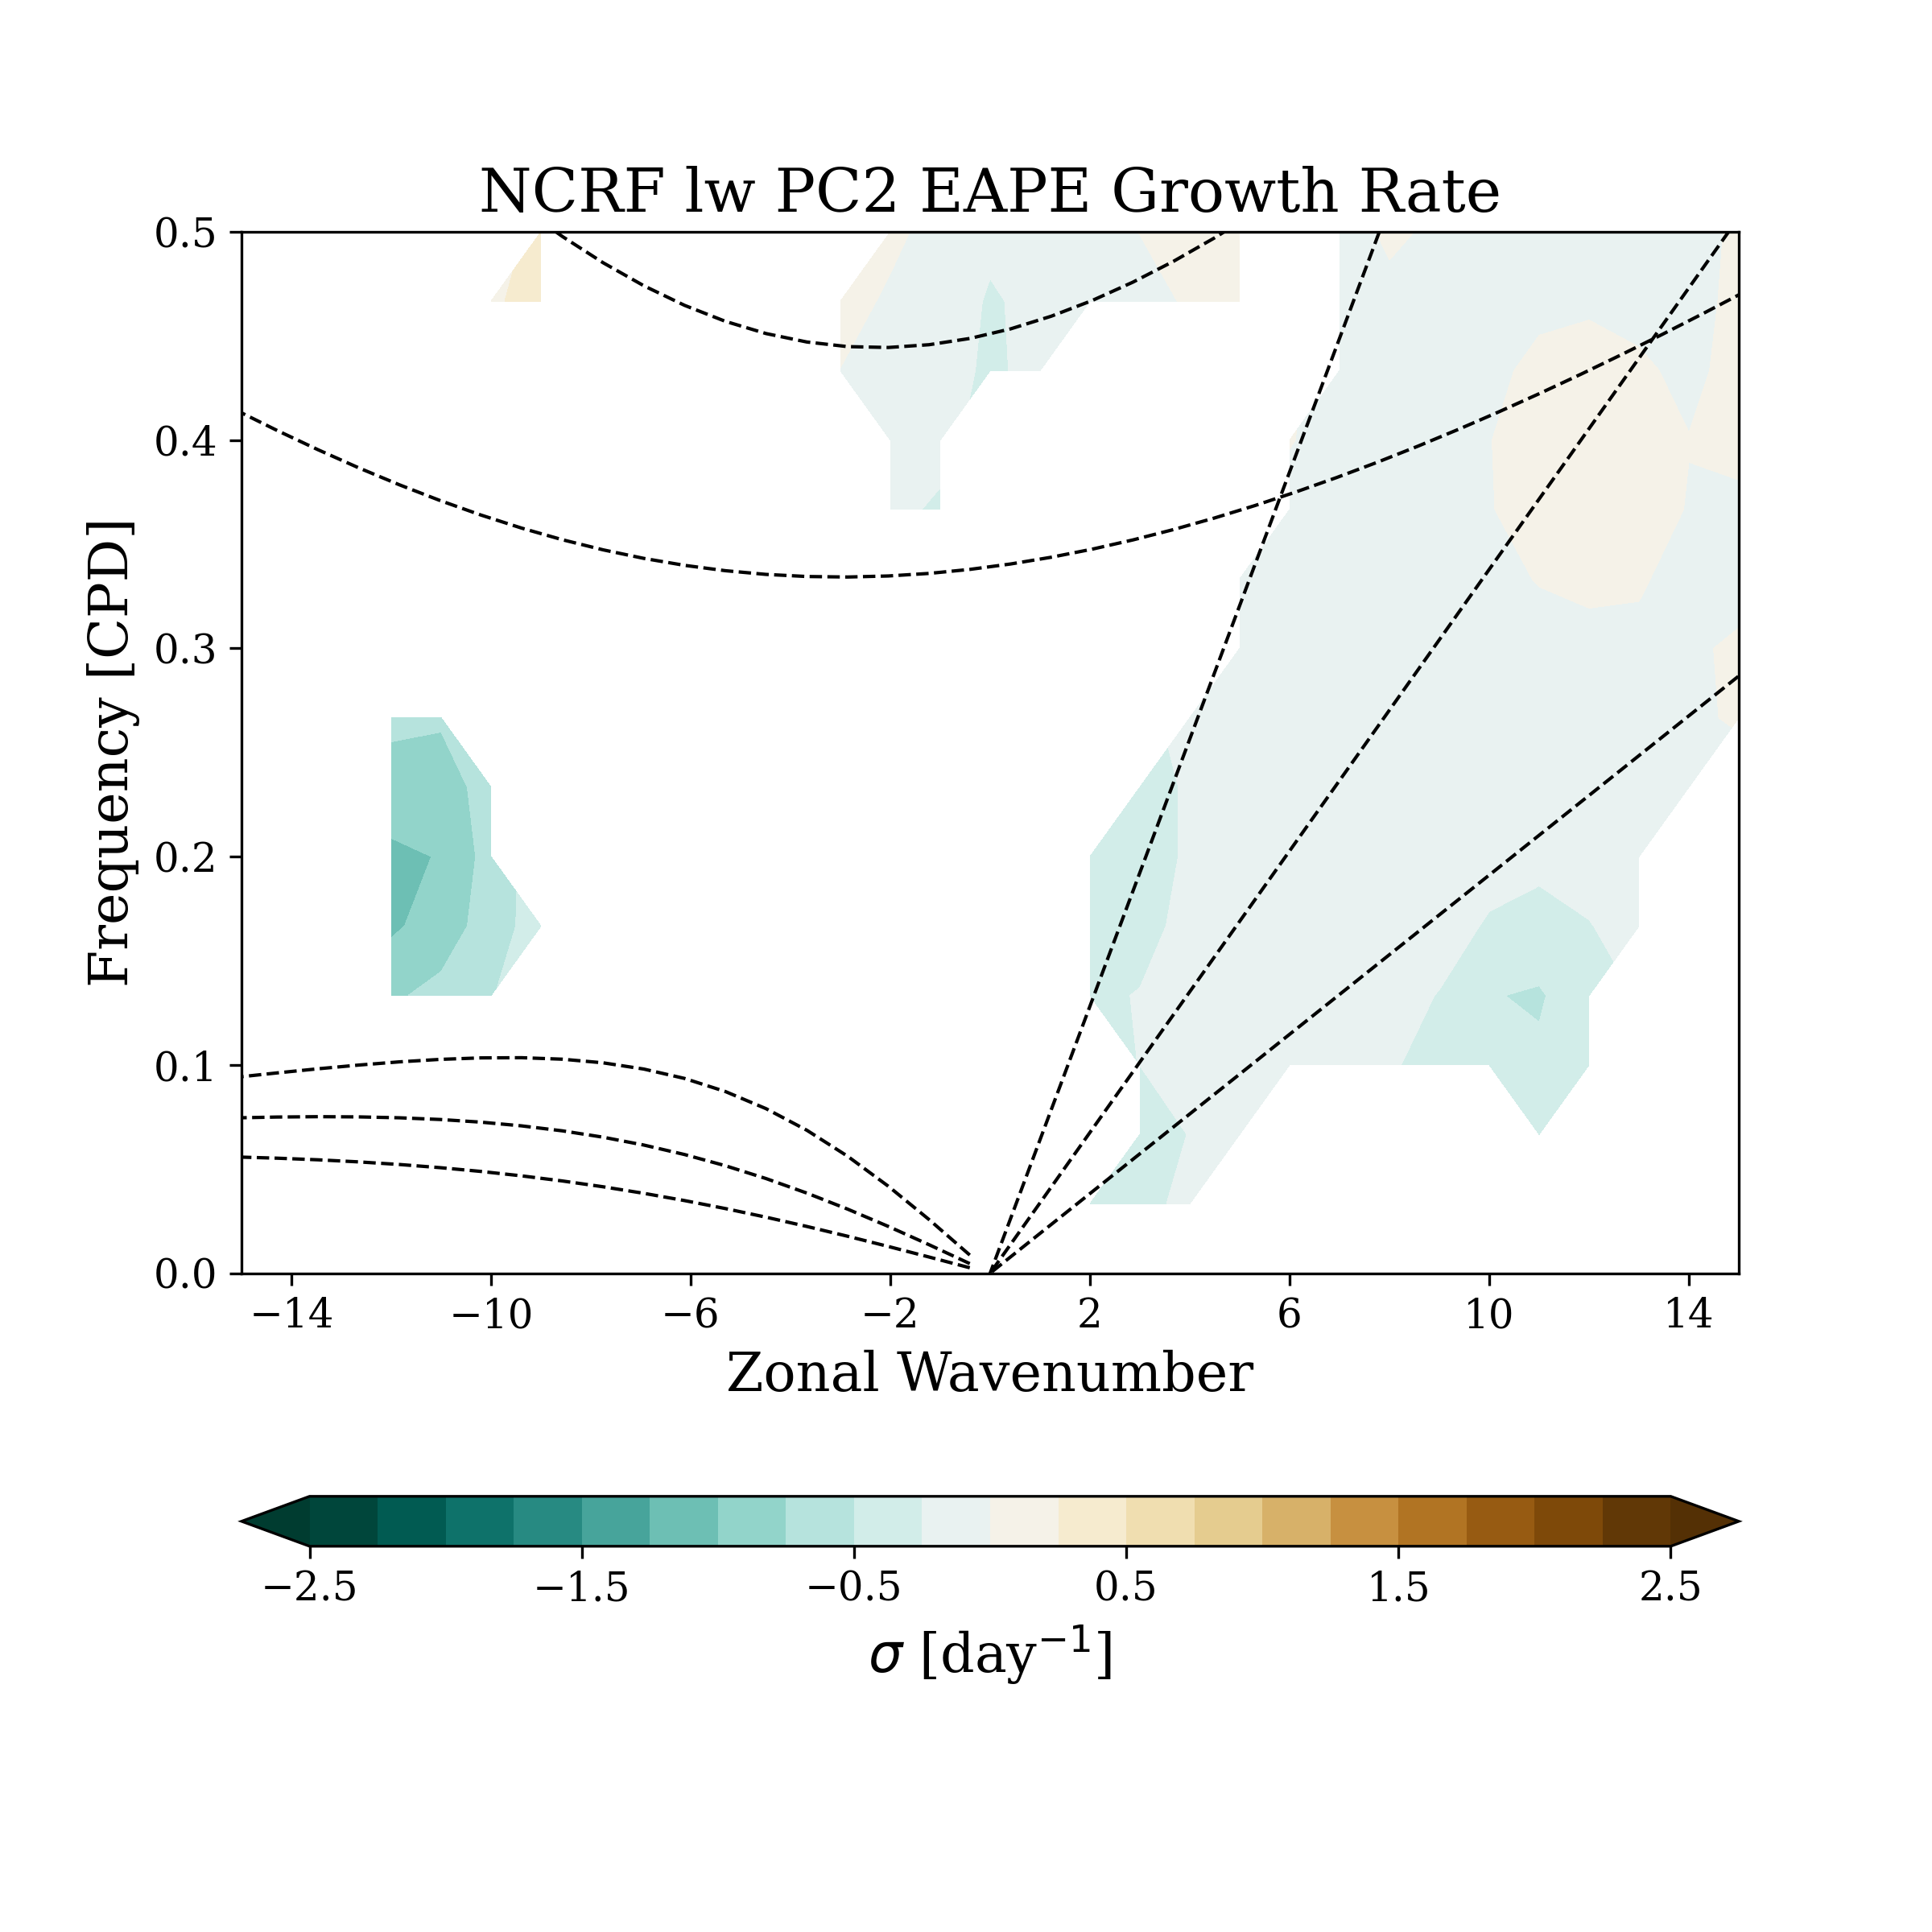 NCRF lw PC2 EAPE Growth Rate
0.5
0.4
0.3
0.2
0.1
0.0
Frequency [CPD]
−14 −10 −6 −2 2 6 10 14
Zonal Wavenumber
−2.5 −1.5 −0.5 0.5 1.5 2.5
σ [day⁻¹]